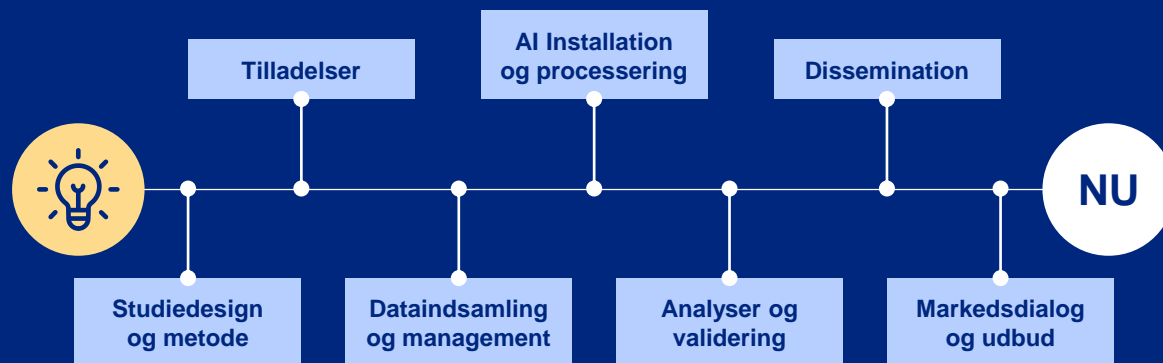 Tilladelser
AI Installation
og processering
Dissemination
NU
Studiedesign
og metode
Dataindsamling
og management
Analyser og
validering
Markedsdialog
og udbud